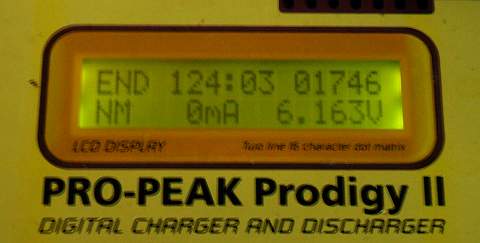 END 124:03 01746
NM 0mA 6.163V
LCD DISPLAY Two line 16 character dot matrix
PRO-PEAK Prodigy II
DIGITAL CHARGER AND DISCHARGER